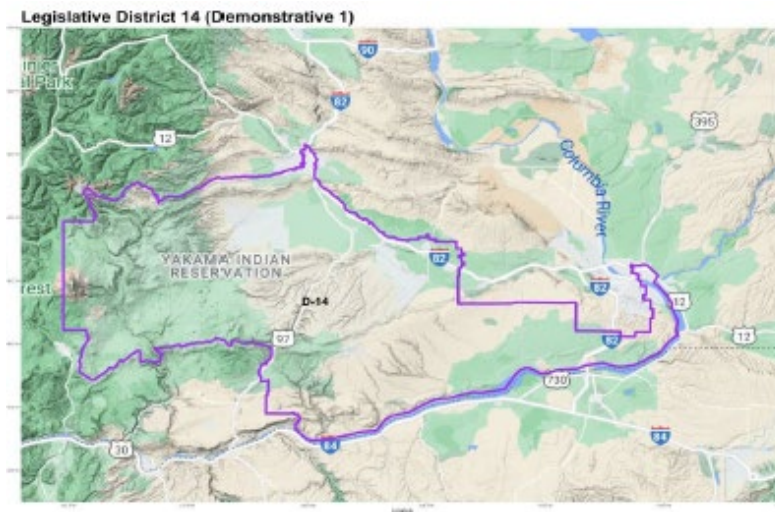 Legislative District 14 (Demonstrative 1)
90
82
12
395
Columbia River
YAKAMA INDIAN
RESERVATION
82
82
D-14
12
97
82
12
730
30
84
84